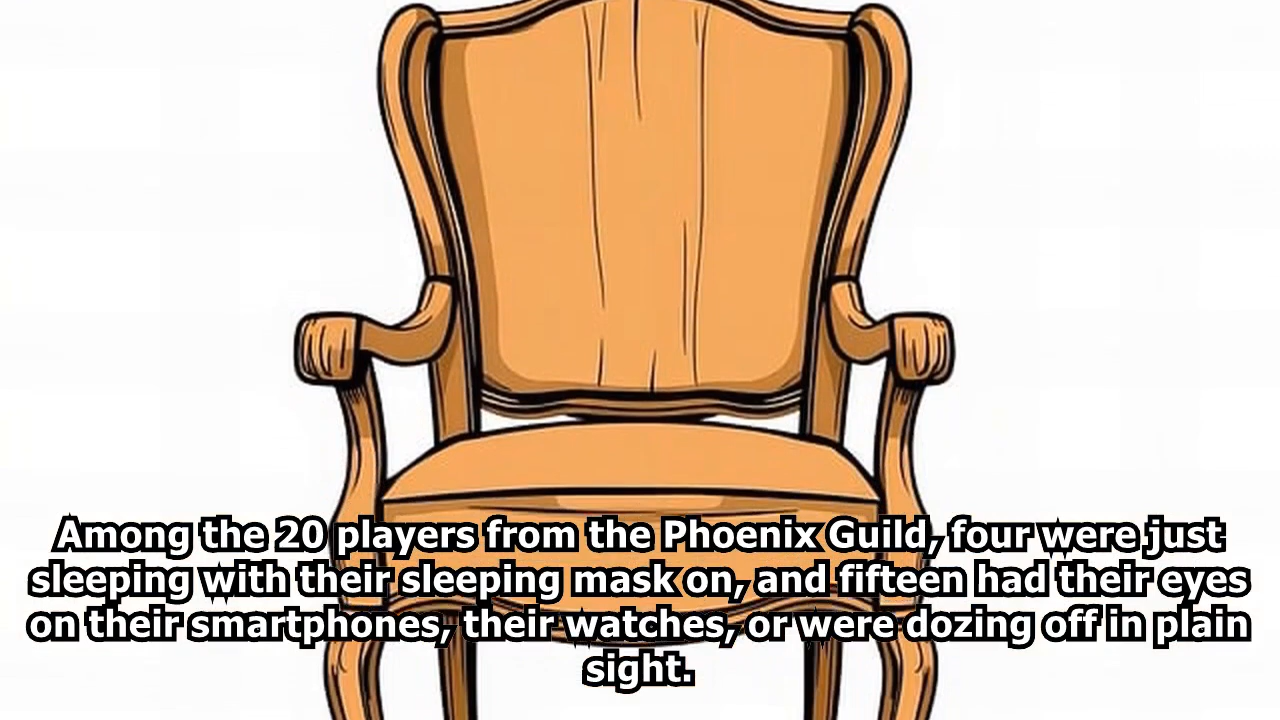 Among the 20 players from the Phoenix Guild, four were just
sleeping with their sleeping mask on, and fifteen had their eyes
on their smartphones, their watches, or were dozing off in plain
sight.